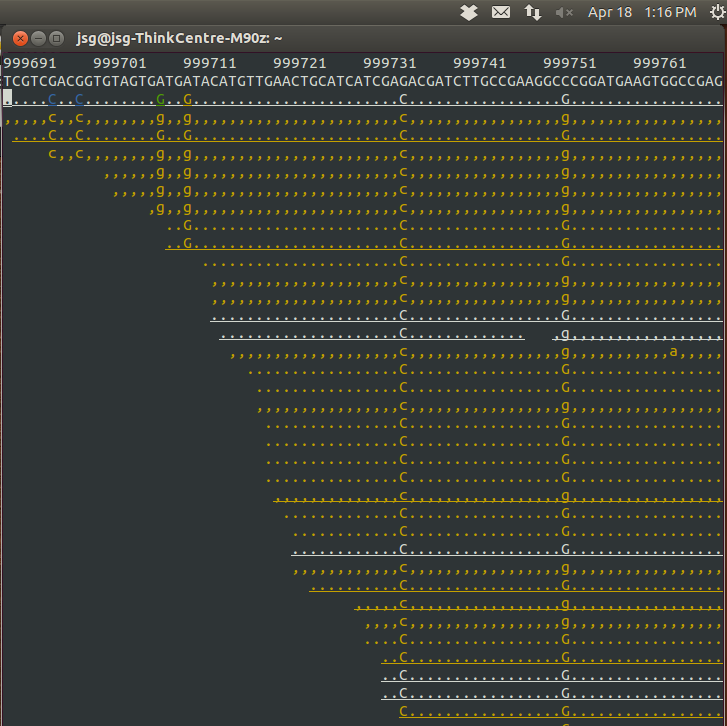 Apr 18 1:16 PM
jsg@jsg-ThinkCentre-M90z: ~
999691 999701 999711 999721 999731 999741 999751 999761
TCGTCGACGGTGTAGTGATGATACATGTTGAACTGCATCATCGAGACGATCTTGCCGAAGGCCCGGATGAAGTGGCCGAG
.....C..C........G..G.......................C.................G.................
,,,,,c,,c,,,,,,,,g,,g,,,,,,,,,,,,,,,,,,,,,,,c,,,,,,,,,,,,,,,,,g,,,,,,,,,,,,,,,,,
....C..C........G..G.......................C.................G.................
c,,c,,,,,,,,g,,g,,,,,,,,,,,,,,,,,,,,,,,c,,,,,,,,,,,,,,,,,g,,,,,,,,,,,,,,,,,
,,,,,,g,,g,,,,,,,,,,,,,,,,,,,,,,,c,,,,,,,,,,,,,,,,,g,,,,,,,,,,,,,,,,,
,,,,,g,,g,,,,,,,,,,,,,,,,,,,,,,,c,,,,,,,,,,,,,,,,,g,,,,,,,,,,,,,,,,,
,g,,g,,,,,,,,,,,,,,,,,,,,,,,c,,,,,,,,,,,,,,,,,g,,,,,,,,,,,,,,,,,
..G.......................C.................G.................
..G.......................C.................G.................
......................C.................G.................
,,,,,,,,,,,,,,,,,,,,,c,,,,,,,,,,,,,,,,,g,,,,,,,,,,,,,,,,,
,,,,,,,,,,,,,,,,,,,,,c,,,,,,,,,,,,,,,,,g,,,,,,,,,,,,,,,,,
.....................C.................G.................
....................C............. ,g,,,,,,,,,,,,,,,,,
,,,,,,,,,,,,,,,,,,,c,,,,,,,,,,,,,,,,,g,,,,,,,,,,,a,,,,,
.................C.................G.................
................C.................G.................
,,,,,,,,,,,,,,,,c,,,,,,,,,,,,,,,,,g,,,,,,,,,,,,,,,,,
...............C.................G.................
...............C.................G.................
...............C.................G.................
...............C.................G.................
,,,,,,,,,,,,,,c,,,,,,,,,,,,,,,,,g,,,,,,,,,,,,,,,,,
.............C.................G.................
............C.................G.................
............C.................G.................
,,,,,,,,,,,,c,,,,,,,,,,,,,,,,,g,,,,,,,,,,,,,,,,,
..........C.................G.................
,,,,,c,,,,,,,,,,,,,,,,,g,,,,,,,,,,,,,,,,,
,,,,c,,,,,,,,,,,,,,,,,g,,,,,,,,,,,,,,,,,
....C.................G.................
..C.................G.................
..C.................G.................
..C.................G.................
C.................G.................